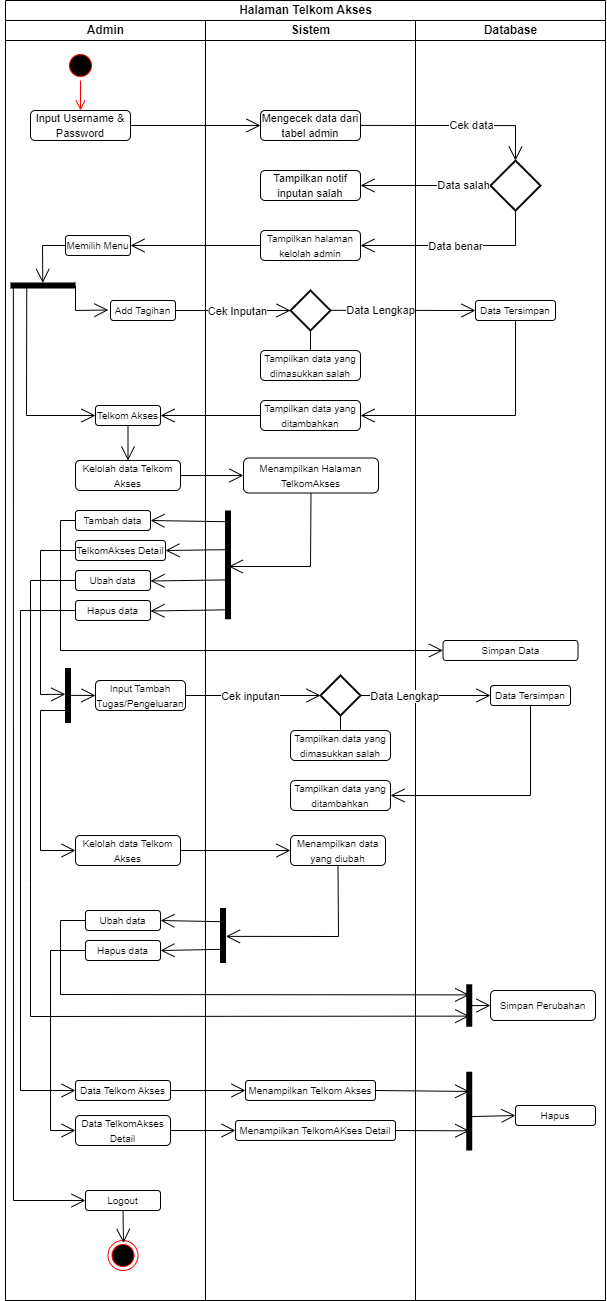 Halaman Telkom Akses
Admin
Sistem
Database
Input Username &
Password
Mengecek data dari
tabel admin
Cek data
Tampilkan notif
inputan salah
Data salah
Memilih Menu
Tampilkan halaman
kelolah admin
Data benar
Add Tagihan
Cek Inputan
Data Lengkap
Data Tersimpan
Tampilkan data yang
dimasukkan salah
Telkom Akses
Tampilkan data yang
ditambahkan
Kelolah data Telkom
Akses
Menampilkan Halaman
TelkomAkses
Tambah data
TelkomAkses Detail
Ubah data
Hapus data
Simpan Data
Input Tambah
Tugas/Pengeluaran
Cek inputan
Data Lengkap
Data Tersimpan
Tampilkan data yang
dimasukkan salah
Tampilkan data yang
ditambahkan
Kelolah data Telkom
Akses
Menampilkan data
yang diubah
Ubah data
Hapus data
Simpan Perubahan
Data Telkom Akses
Menampilkan Telkom Akses
Hapus
Data TelkomAkses
Detail
Menampilkan TelkomAKses Detail
Logout